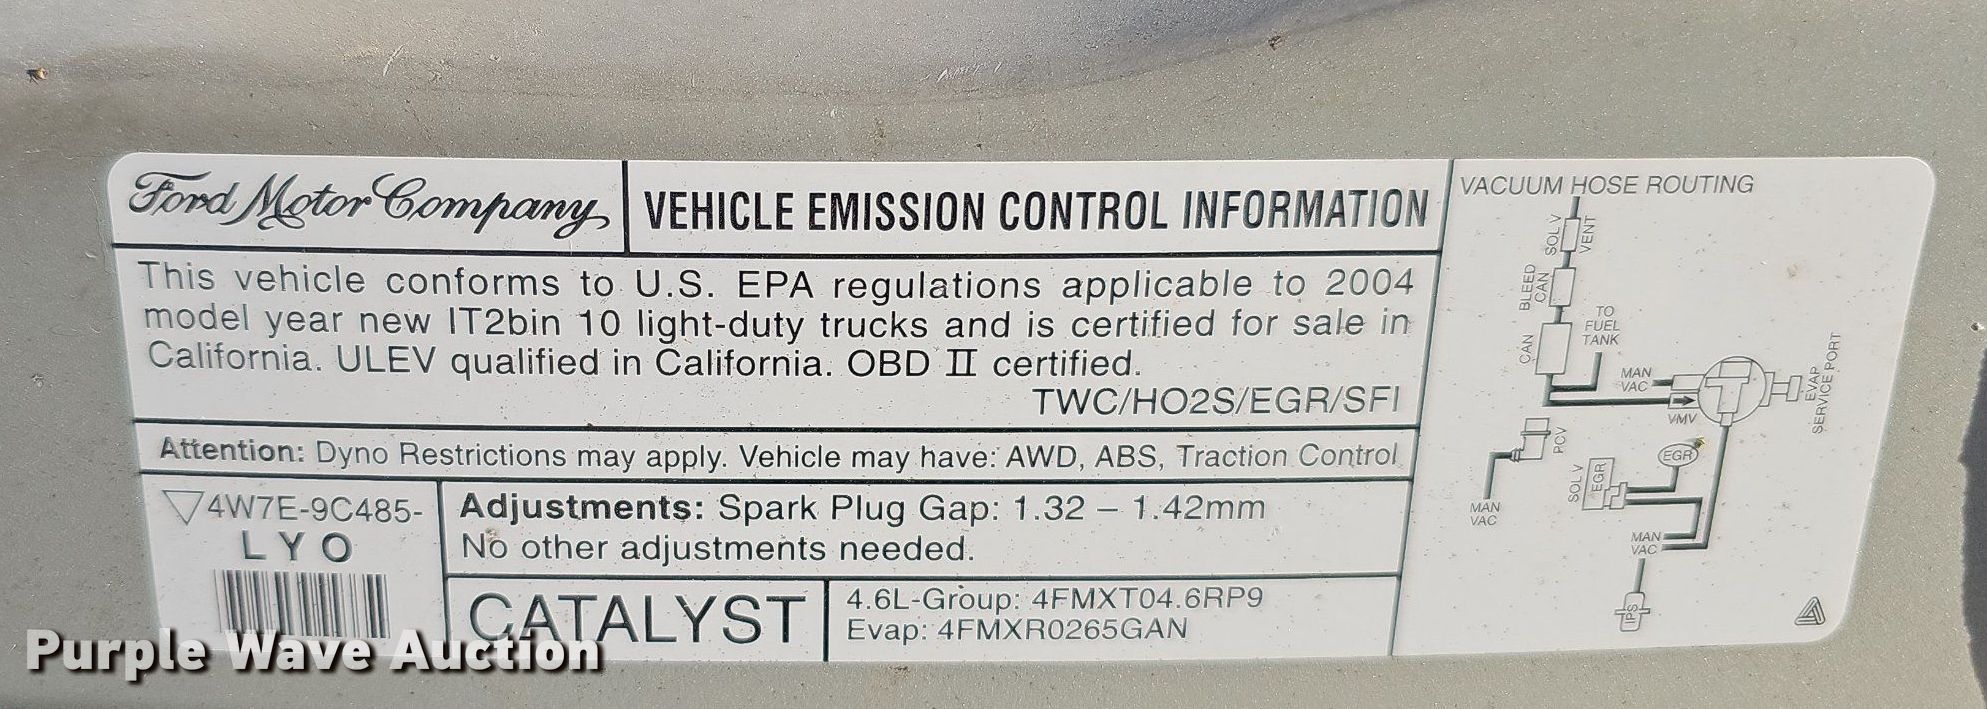 Ford Motor Company
VEHICLE EMISSION CONTROL INFORMATION
This vehicle conforms to U.S. EPA regulations applicable to 2004
model year new IT2bin 10 light-duty trucks and is certified for sale in
California. ULEV qualified in California. OBD II certified.
TWC/HO2S/EGR/SFI
Attention: Dyno Restrictions may apply. Vehicle may have: AWD, ABS, Traction Control
4W7E-9C485-
LYO
Adjustments: Spark Plug Gap: 1.32 – 1.42mm
No other adjustments needed.
CATALYST
4.6L-Group: 4FMXT04.6RP9
Evap: 4FMXR0265GAN
VACUUM HOSE ROUTING
SOL V
VENT
BLEED
CAN
CAN
TO
FUEL
TANK
MAN
VAC
VMV
EVAP
SERVICE PORT
PCV
MAN
VAC
SOL V
EGR
EGR
MAN
VAC
IPS
Purple Wave Auction